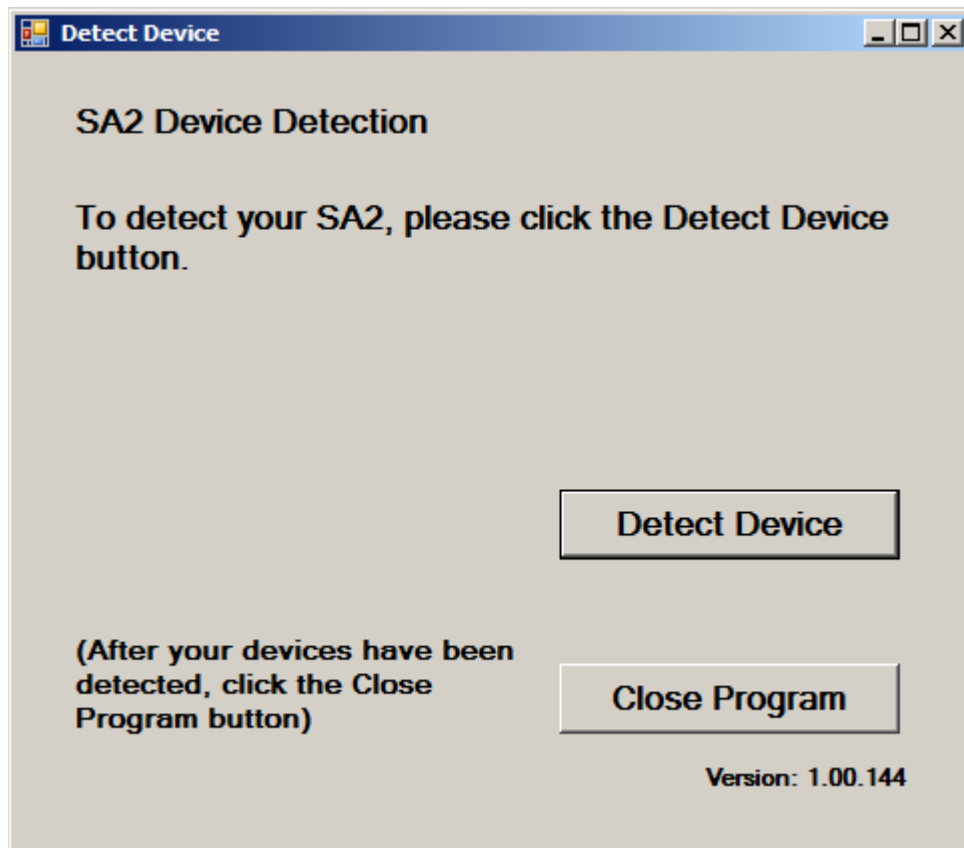 Detect Device
SA2 Device Detection
To detect your SA2, please click the Detect Device
button.
Detect Device
(After your devices have been
detected, click the Close
Program button)
Close Program
Version: 1.00.144